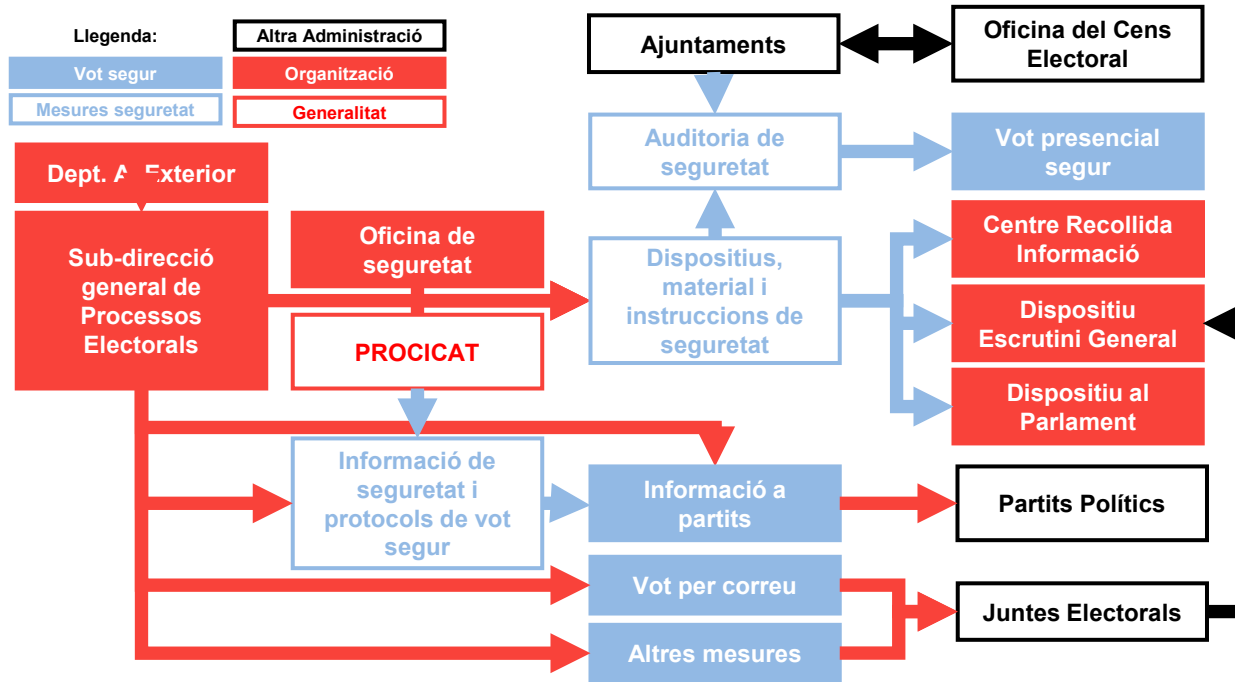 Llegenda:
Altra Administració
Vot segur
Organització
Mesures seguretat
Generalitat
Ajuntaments
Oficina del Cens
Electoral
Auditoria de
seguretat
Vot presencial
segur
Dept. A. Exterior
Sub-direcció
general de
Processos
Electorals
Oficina de
seguretat
PROCICAT
Dispositius,
material i
instruccions de
seguretat
Centre Recollida
Informació
Dispositiu
Escrutini General
Dispositiu al
Parlament
Informació de
seguretat i
protocols de vot
segur
Informació a
partits
Partits Polítics
Vot per correu
Altres mesures
Juntes Electorals